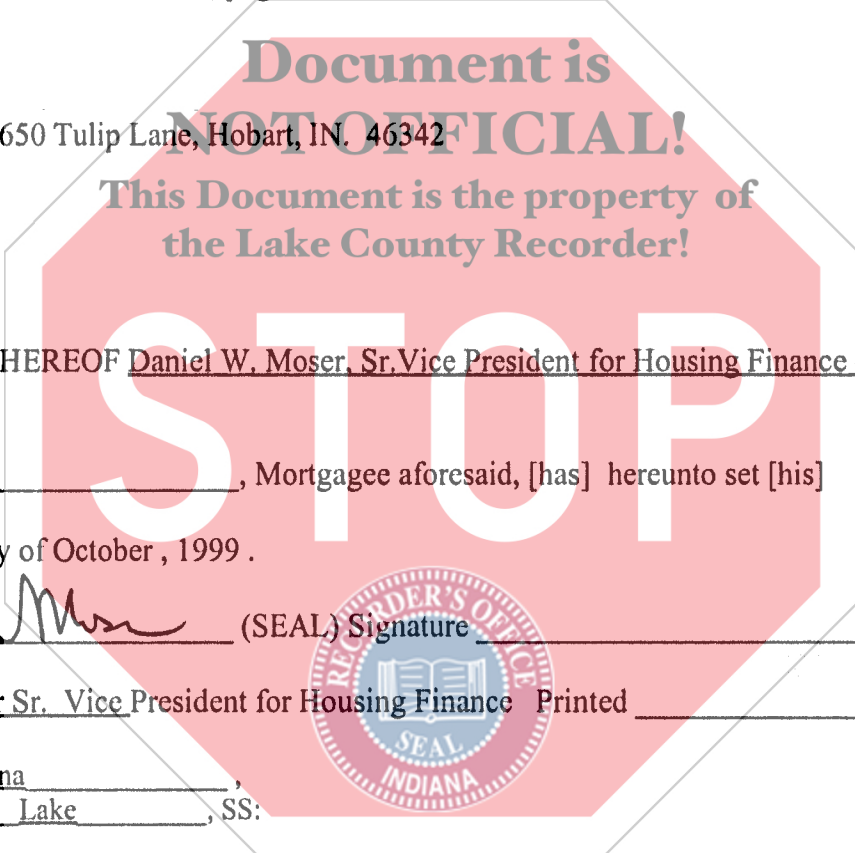 Document is
650 Tulip Lane, Hobart, IN. 46342
NOT OFFICIAL!
This Document is the property of
the Lake County Recorder!
HEREOF Daniel W. Moser, Sr.Vice President for Housing Finance
STOP
, Mortgagee aforesaid, [has] hereunto set [his]
y of October , 1999 .
Moser (SEAL) Signature
r Sr. Vice President for Housing Finance Printed
RECORDER'S OFFICE
SEAL
INDIANA
na ,
Lake , SS: